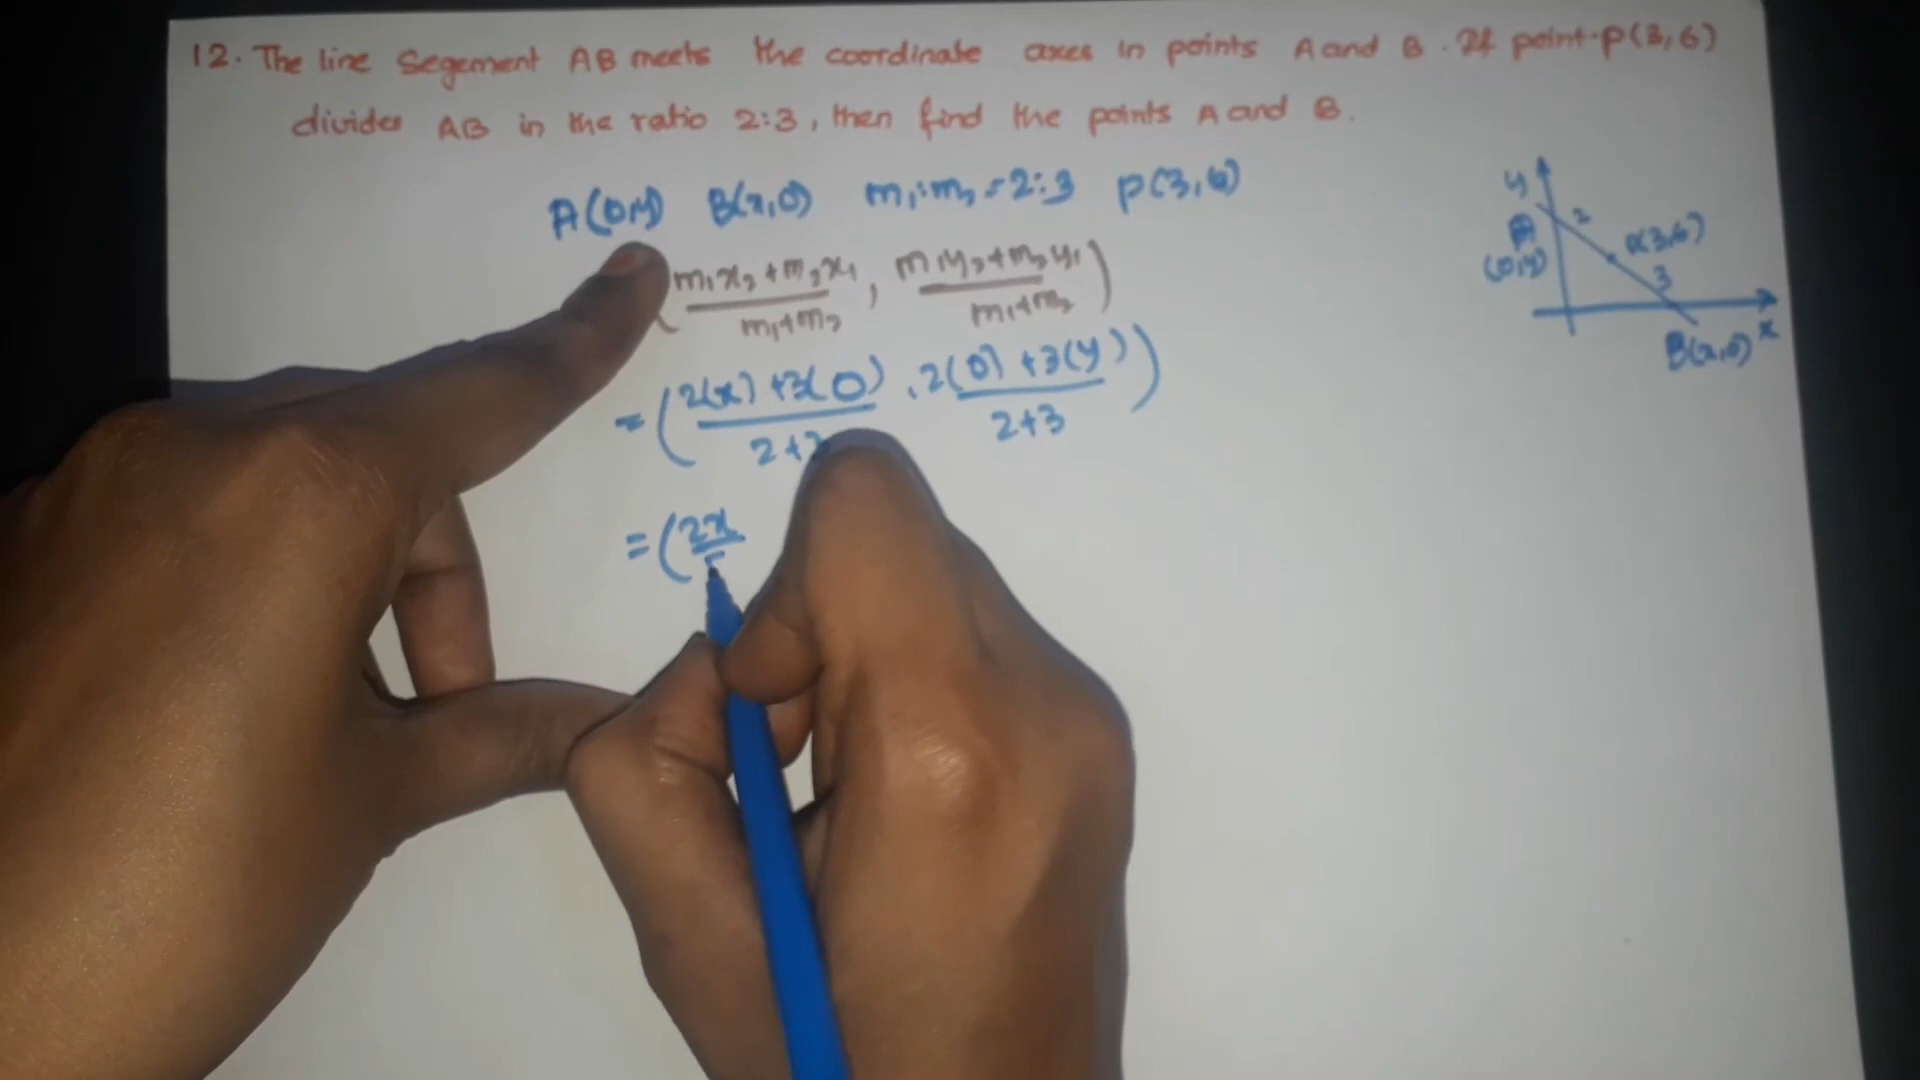 12. The line Segement AB meets the coordinate axes in points A and B. If point P(3,6)
divides AB in the ratio 2:3, then find the points A and B.
A(0,y) B(x,0) m₁:m₂=2:3 P(3,6)
(m₁x₂+m₂x₁/m₁+m₂, m₁y₂+m₂y₁/m₁+m₂)
=(2(x)+3(0)/2+3, 2(0)+3(y)/2+3)
=(2x/5
y
2
A
P(3,6)
(0,y)
3
x
B(x,0)